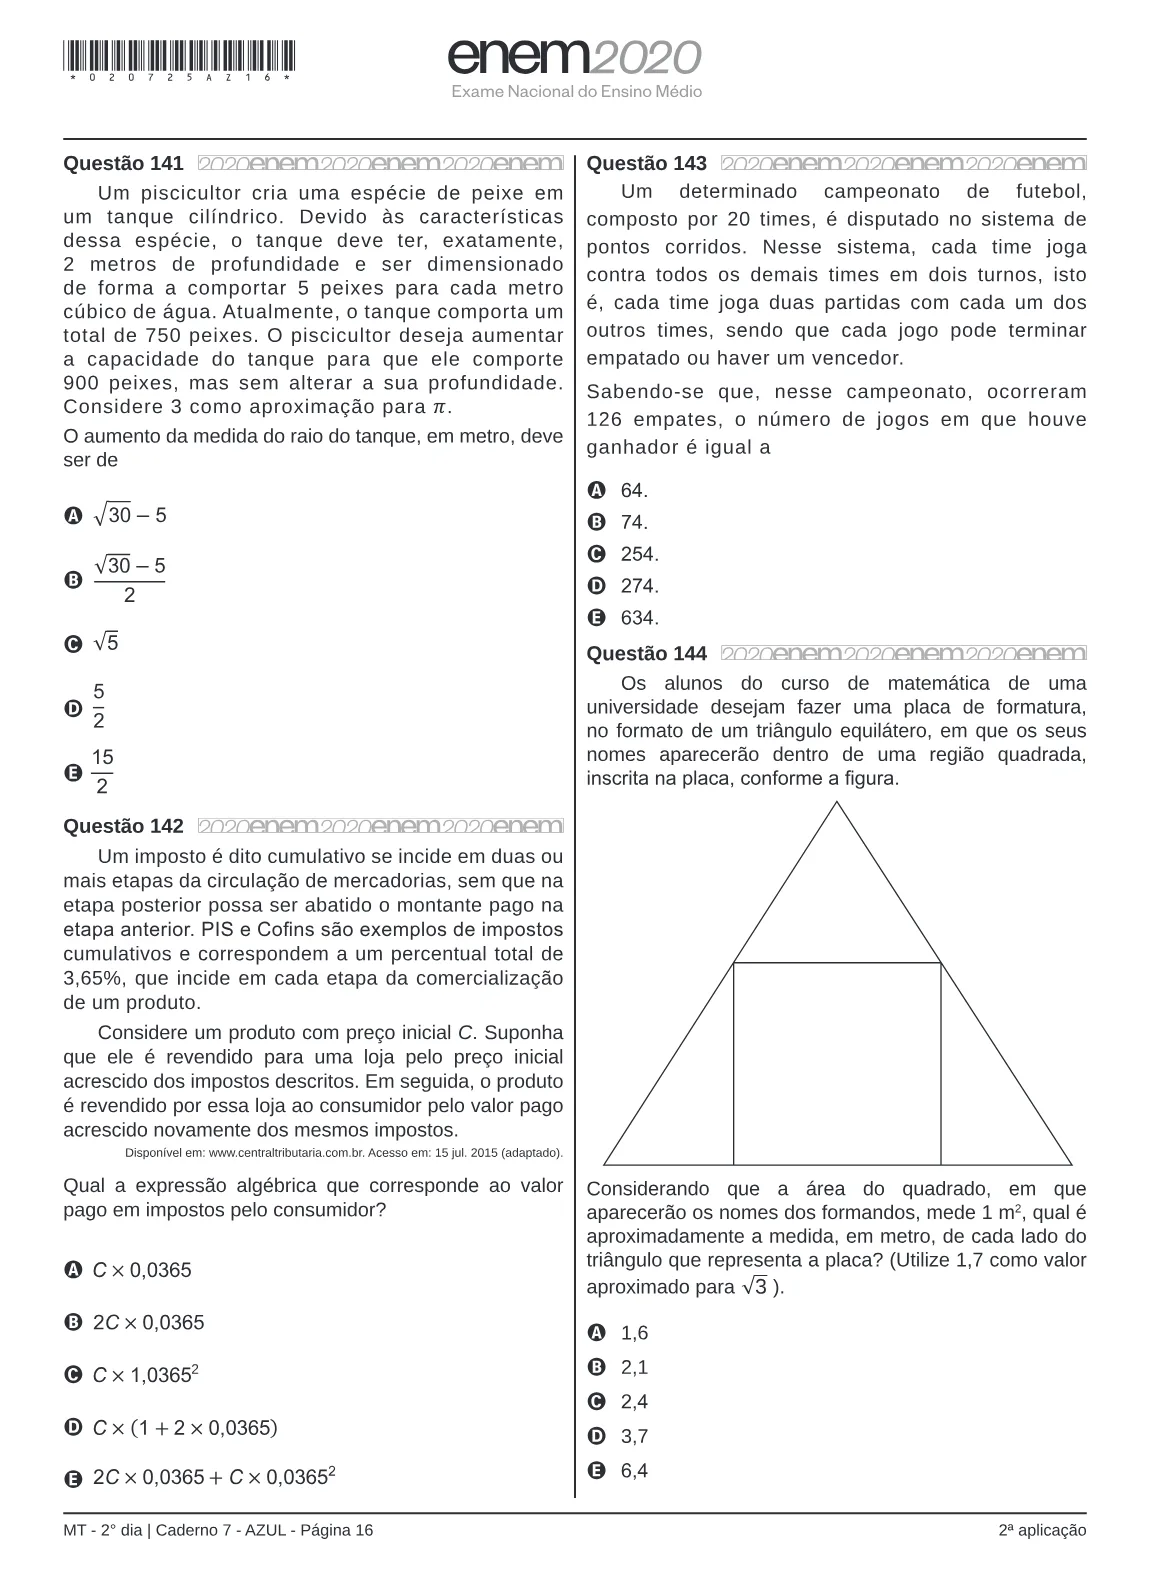 *020725AZ16*
enem2020
Exame Nacional do Ensino Médio
Questão 141 2020enem2020enem2020enem
Um piscicultor cria uma espécie de peixe em
um tanque cilíndrico. Devido às características
dessa espécie, o tanque deve ter, exatamente,
2 metros de profundidade e ser dimensionado
de forma a comportar 5 peixes para cada metro
cúbico de água. Atualmente, o tanque comporta um
total de 750 peixes. O piscicultor deseja aumentar
a capacidade do tanque para que ele comporte
900 peixes, mas sem alterar a sua profundidade.
Considere 3 como aproximação para π.
O aumento da medida do raio do tanque, em metro, deve
ser de
A √30 − 5
B (√30 − 5)/2
C √5
D 5/2
E 15/2
Questão 142 2020enem2020enem2020enem
Um imposto é dito cumulativo se incide em duas ou
mais etapas da circulação de mercadorias, sem que na
etapa posterior possa ser abatido o montante pago na
etapa anterior. PIS e Cofins são exemplos de impostos
cumulativos e correspondem a um percentual total de
3,65%, que incide em cada etapa da comercialização
de um produto.
Considere um produto com preço inicial C. Suponha
que ele é revendido para uma loja pelo preço inicial
acrescido dos impostos descritos. Em seguida, o produto
é revendido por essa loja ao consumidor pelo valor pago
acrescido novamente dos mesmos impostos.
Disponível em: www.centraltributaria.com.br. Acesso em: 15 jul. 2015 (adaptado).
Qual a expressão algébrica que corresponde ao valor
pago em impostos pelo consumidor?
A C × 0,0365
B 2C × 0,0365
C C × 1,0365²
D C × (1 + 2 × 0,0365)
E 2C × 0,0365 + C × 0,0365²
Questão 143 2020enem2020enem2020enem
Um determinado campeonato de futebol,
composto por 20 times, é disputado no sistema de
pontos corridos. Nesse sistema, cada time joga
contra todos os demais times em dois turnos, isto
é, cada time joga duas partidas com cada um dos
outros times, sendo que cada jogo pode terminar
empatado ou haver um vencedor.
Sabendo-se que, nesse campeonato, ocorreram
126 empates, o número de jogos em que houve
ganhador é igual a
A 64.
B 74.
C 254.
D 274.
E 634.
Questão 144 2020enem2020enem2020enem
Os alunos do curso de matemática de uma
universidade desejam fazer uma placa de formatura,
no formato de um triângulo equilátero, em que os seus
nomes aparecerão dentro de uma região quadrada,
inscrita na placa, conforme a figura.
Considerando que a área do quadrado, em que
aparecerão os nomes dos formandos, mede 1 m², qual é
aproximadamente a medida, em metro, de cada lado do
triângulo que representa a placa? (Utilize 1,7 como valor
aproximado para √3 ).
A 1,6
B 2,1
C 2,4
D 3,7
E 6,4
MT - 2° dia | Caderno 7 - AZUL - Página 16
2ª aplicação